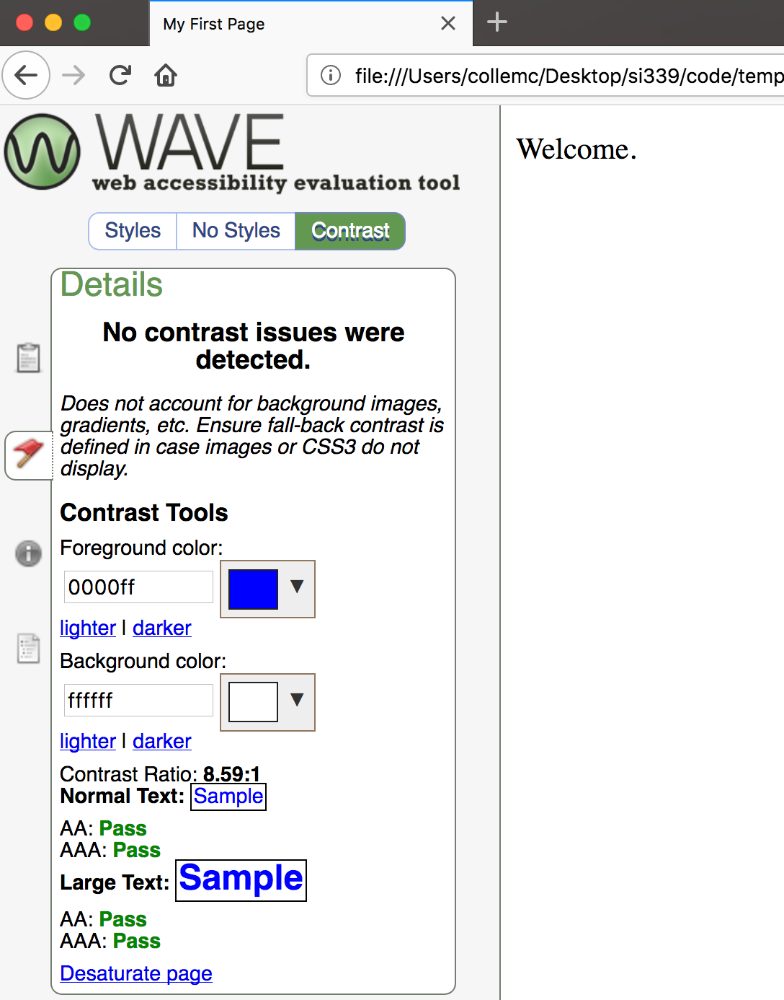 My First Page
file:///Users/collemc/Desktop/si339/code/temp
WAVE
web accessibility evaluation tool
Welcome.
Styles No Styles Contrast
Details
No contrast issues were
detected.
Does not account for background images,
gradients, etc. Ensure fall-back contrast is
defined in case images or CSS3 do not
display.
Contrast Tools
Foreground color:
0000ff ▼
lighter | darker
Background color:
ffffff ▼
lighter | darker
Contrast Ratio: 8.59:1
Normal Text: Sample
AA: Pass
AAA: Pass
Large Text: Sample
AA: Pass
AAA: Pass
Desaturate page